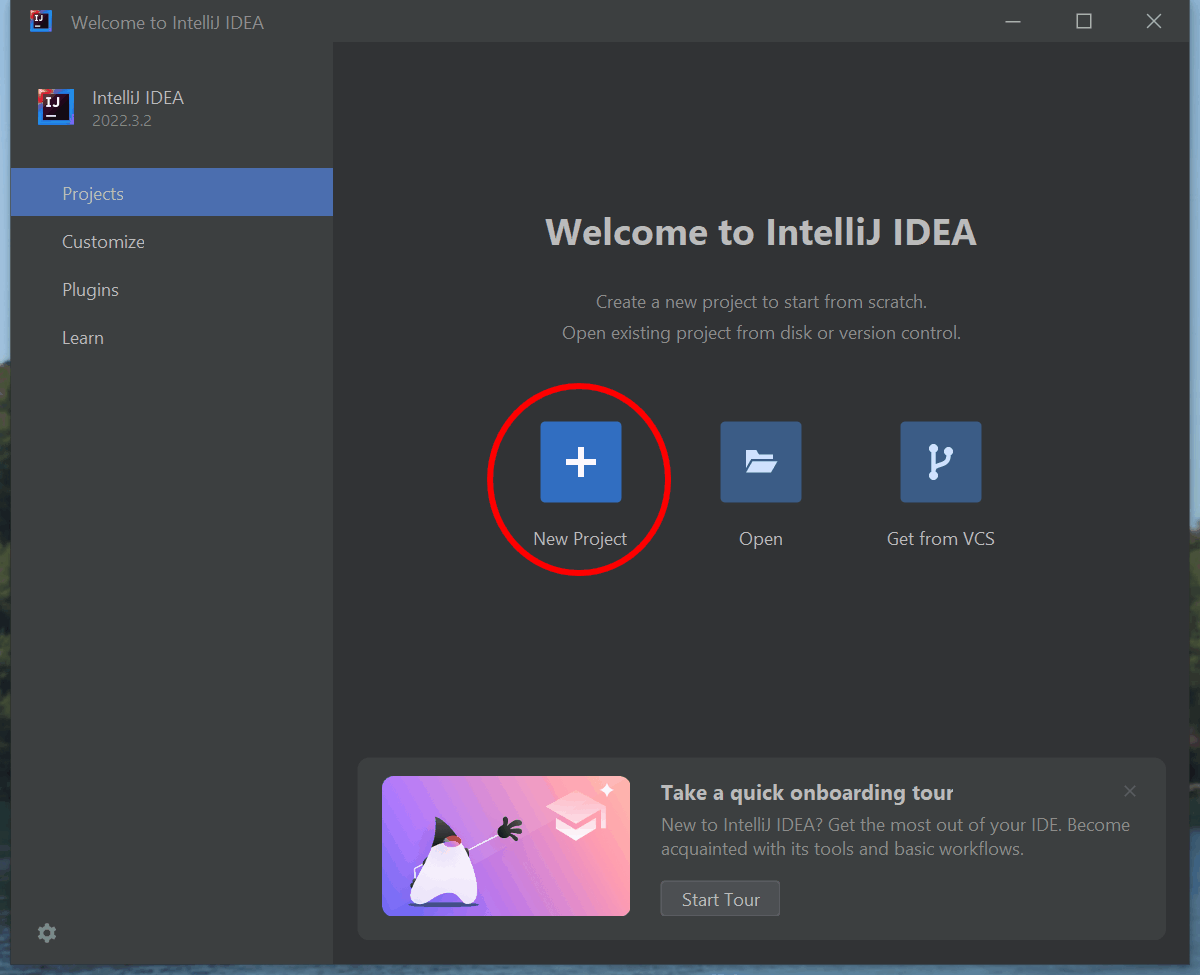 IJ
Welcome to IntelliJ IDEA
IJ
IntelliJ IDEA
2022.3.2
Projects
Customize
Plugins
Learn
Welcome to IntelliJ IDEA
Create a new project to start from scratch.
Open existing project from disk or version control.
New Project
Open
Get from VCS
Take a quick onboarding tour
New to IntelliJ IDEA? Get the most out of your IDE. Become
acquainted with its tools and basic workflows.
Start Tour